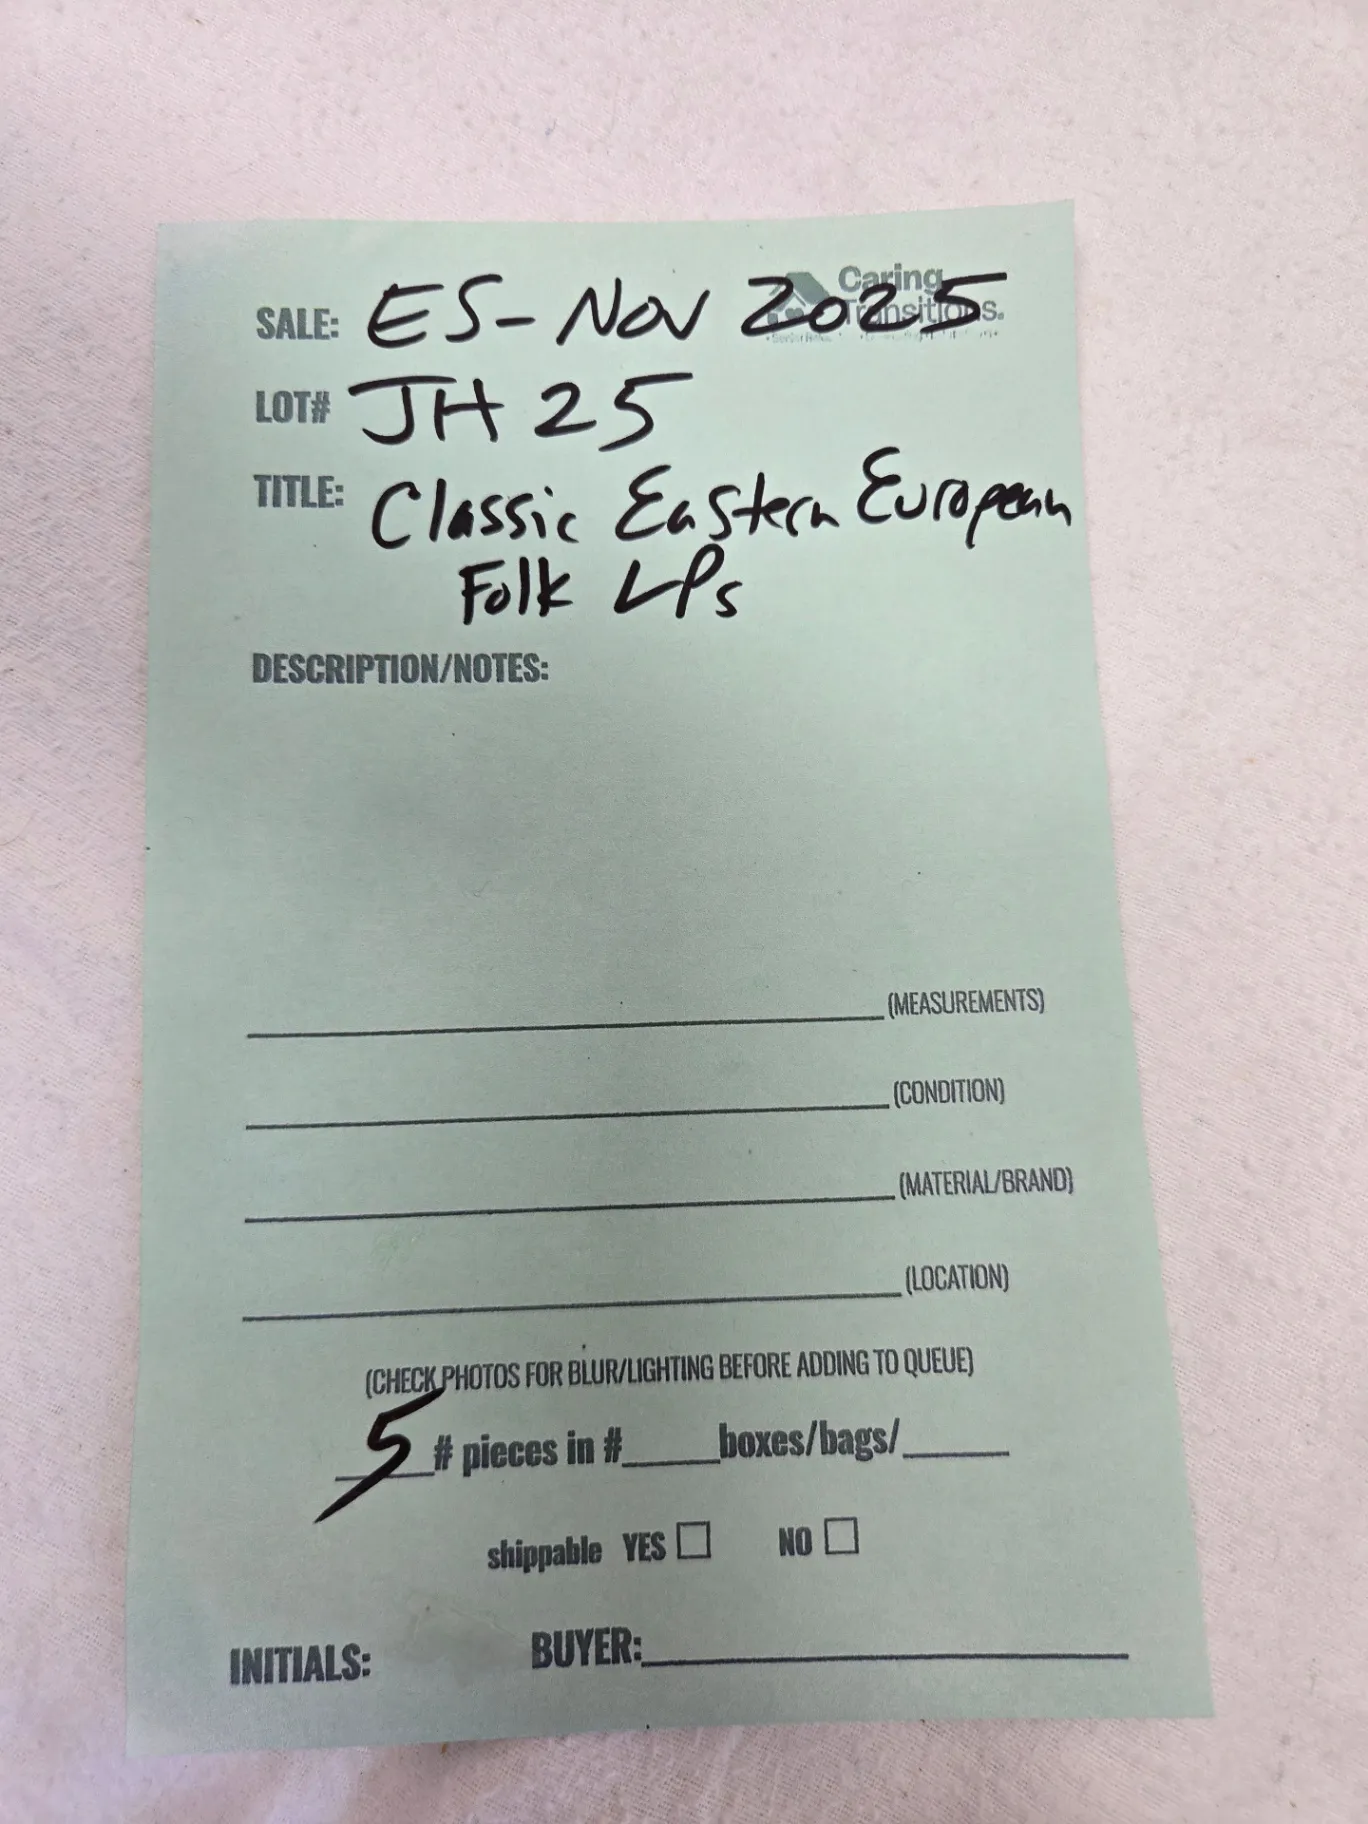 Caring
Transitions.
SALE: ES-Nov 2025
LOT# JH 25
TITLE: Classic Eastern European
Folk LPs
DESCRIPTION/NOTES:
(MEASUREMENTS)
(CONDITION)
(MATERIAL/BRAND)
(LOCATION)
(CHECK PHOTOS FOR BLUR/LIGHTING BEFORE ADDING TO QUEUE)
5 # pieces in #_____boxes/bags/_____
shippable YES □ NO □
INITIALS: BUYER: